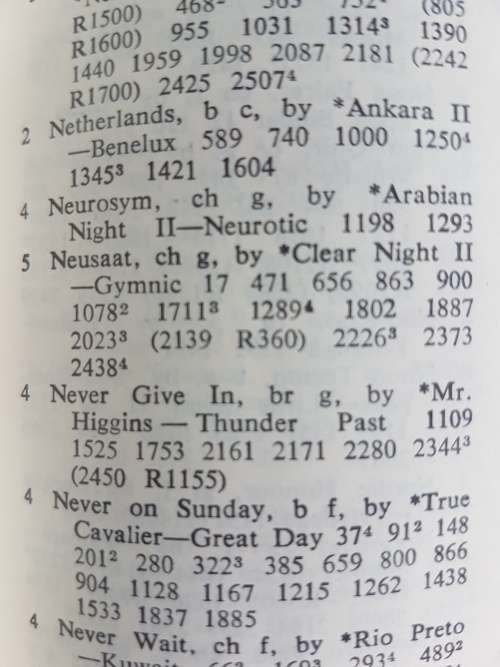 R1500) 468² (805
R1600) 955 1031 1314³ 1390
1440 1959 1998 2087 2181 (2242
R1700) 2425 2507⁴
2 Netherlands, b c, by *Ankara II
—Benelux 589 740 1000 1250⁴
1345³ 1421 1604
4 Neurosym, ch g, by *Arabian
Night II—Neurotic 1198 1293
5 Neusaat, ch g, by *Clear Night II
—Gymnic 17 471 656 863 900
1078² 1711³ 1289⁴ 1802 1887
2023³ (2139 R360) 2226³ 2373
2438⁴
4 Never Give In, br g, by *Mr.
Higgins — Thunder Past 1109
1525 1753 2161 2171 2280 2344³
(2450 R1155)
4 Never on Sunday, b f, by *True
Cavalier—Great Day 37⁴ 91² 148
201² 280 322³ 385 659 800 866
904 1128 1167 1215 1262 1438
1533 1837 1885
4 Never Wait, ch f, by *Rio Preto
—Kuwait 293⁴ 489²